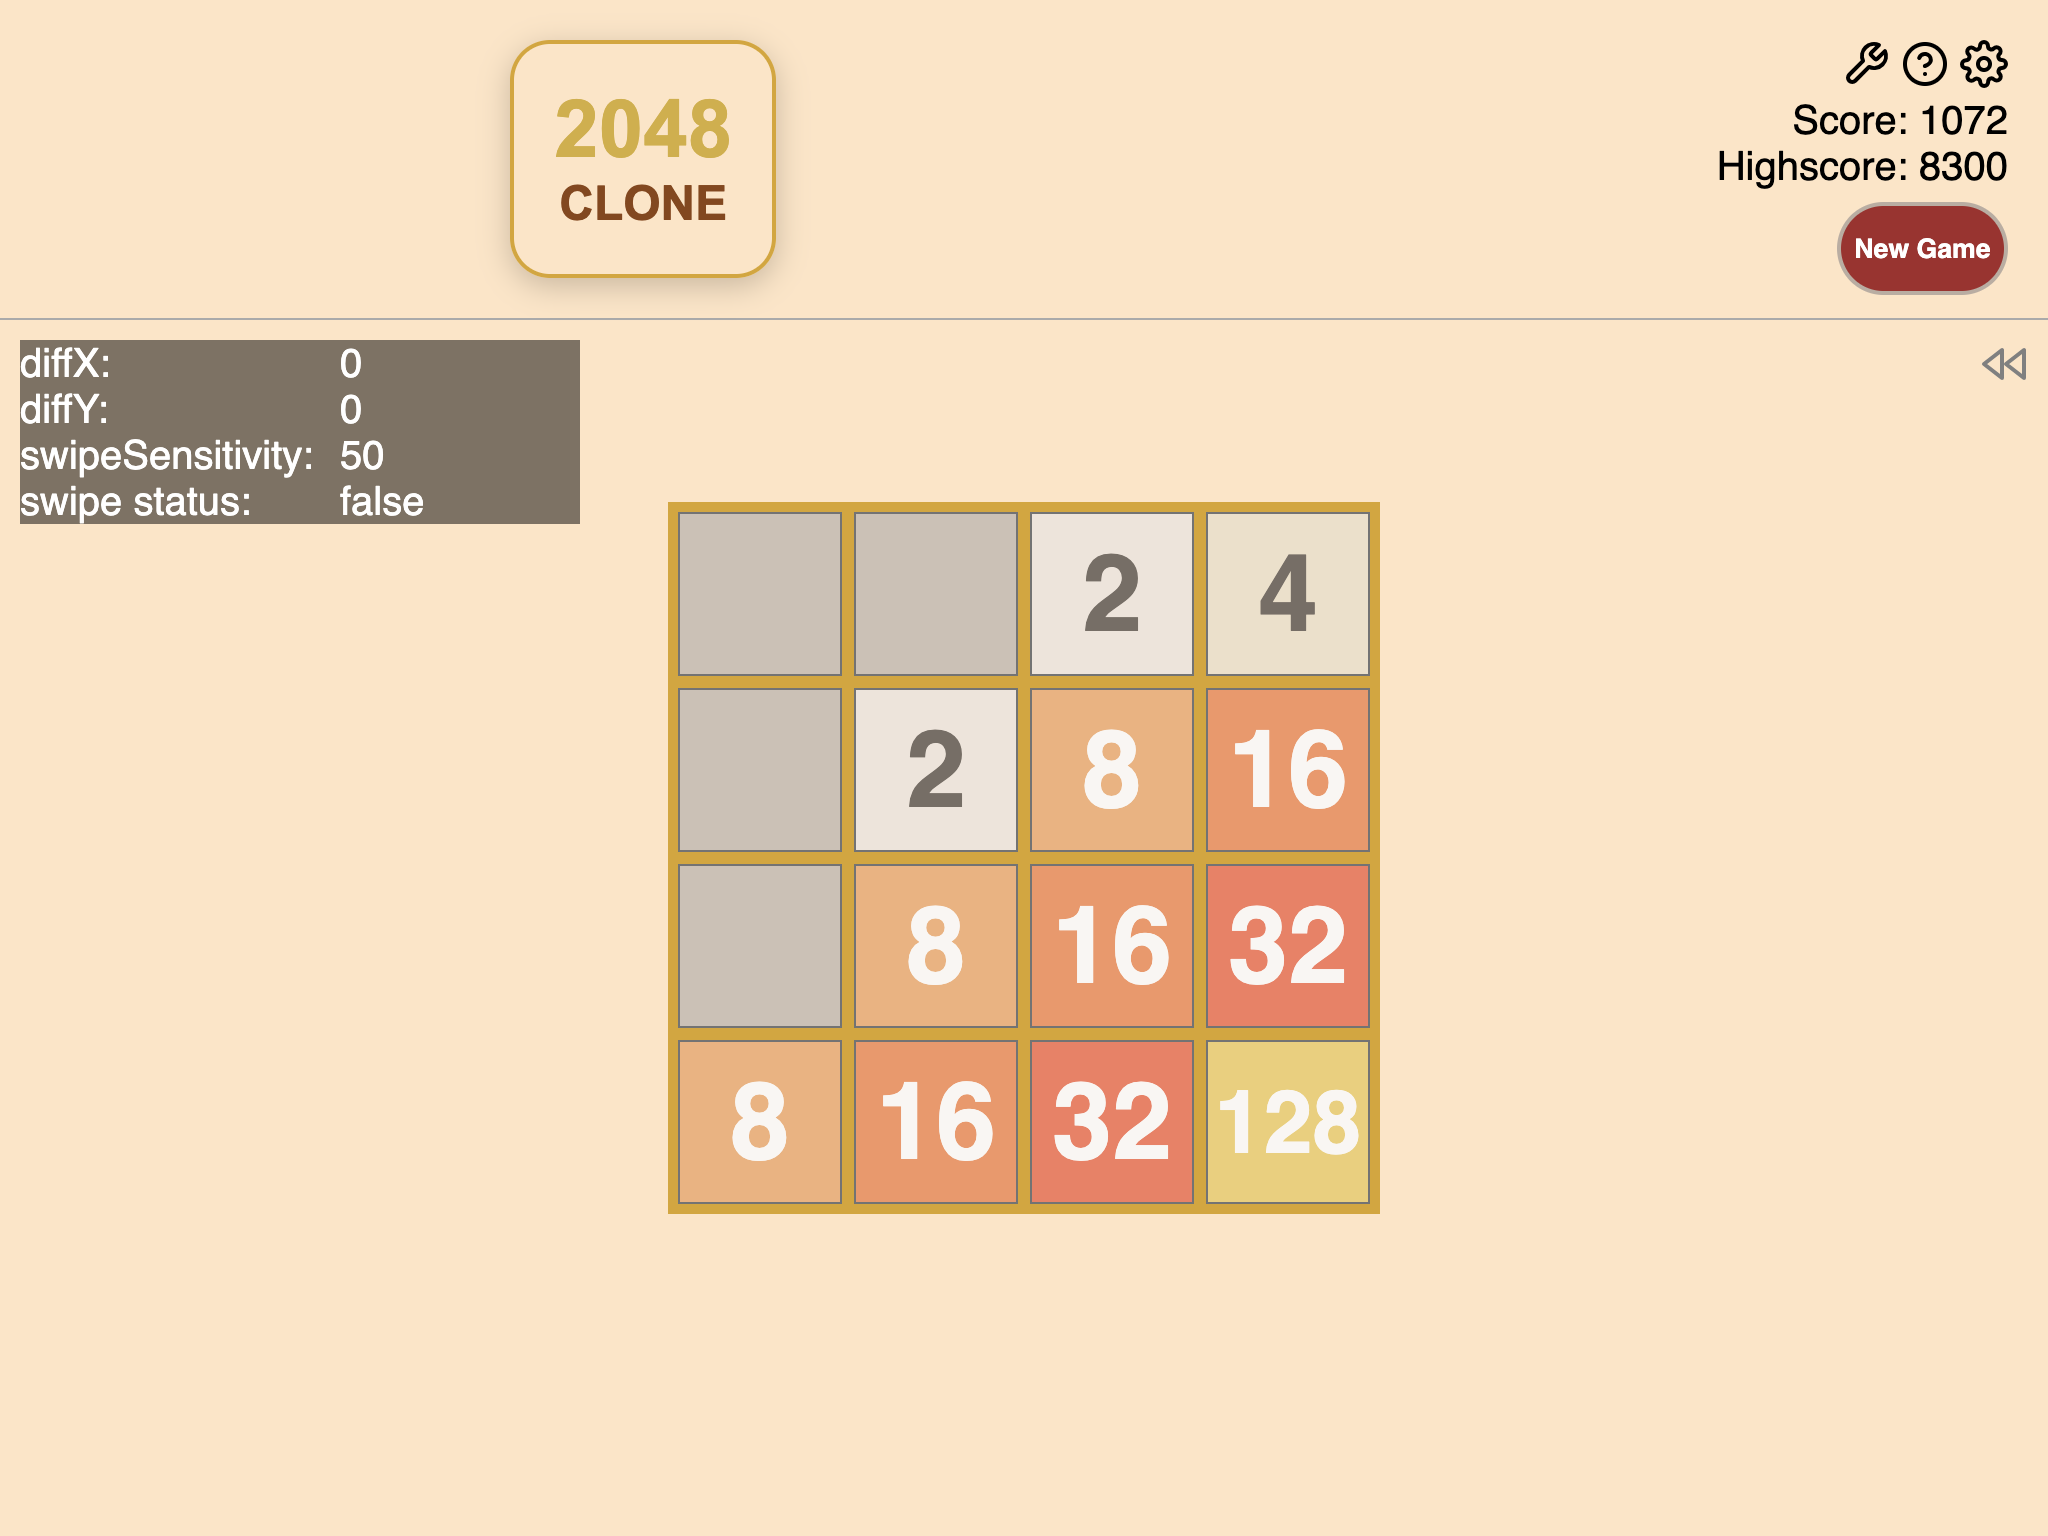 2048
CLONE
Score: 1072
Highscore: 8300
New Game
diffX: 0
diffY: 0
swipeSensitivity: 50
swipe status: false
2 4
2 8 16
8 16 32
8 16 32 128